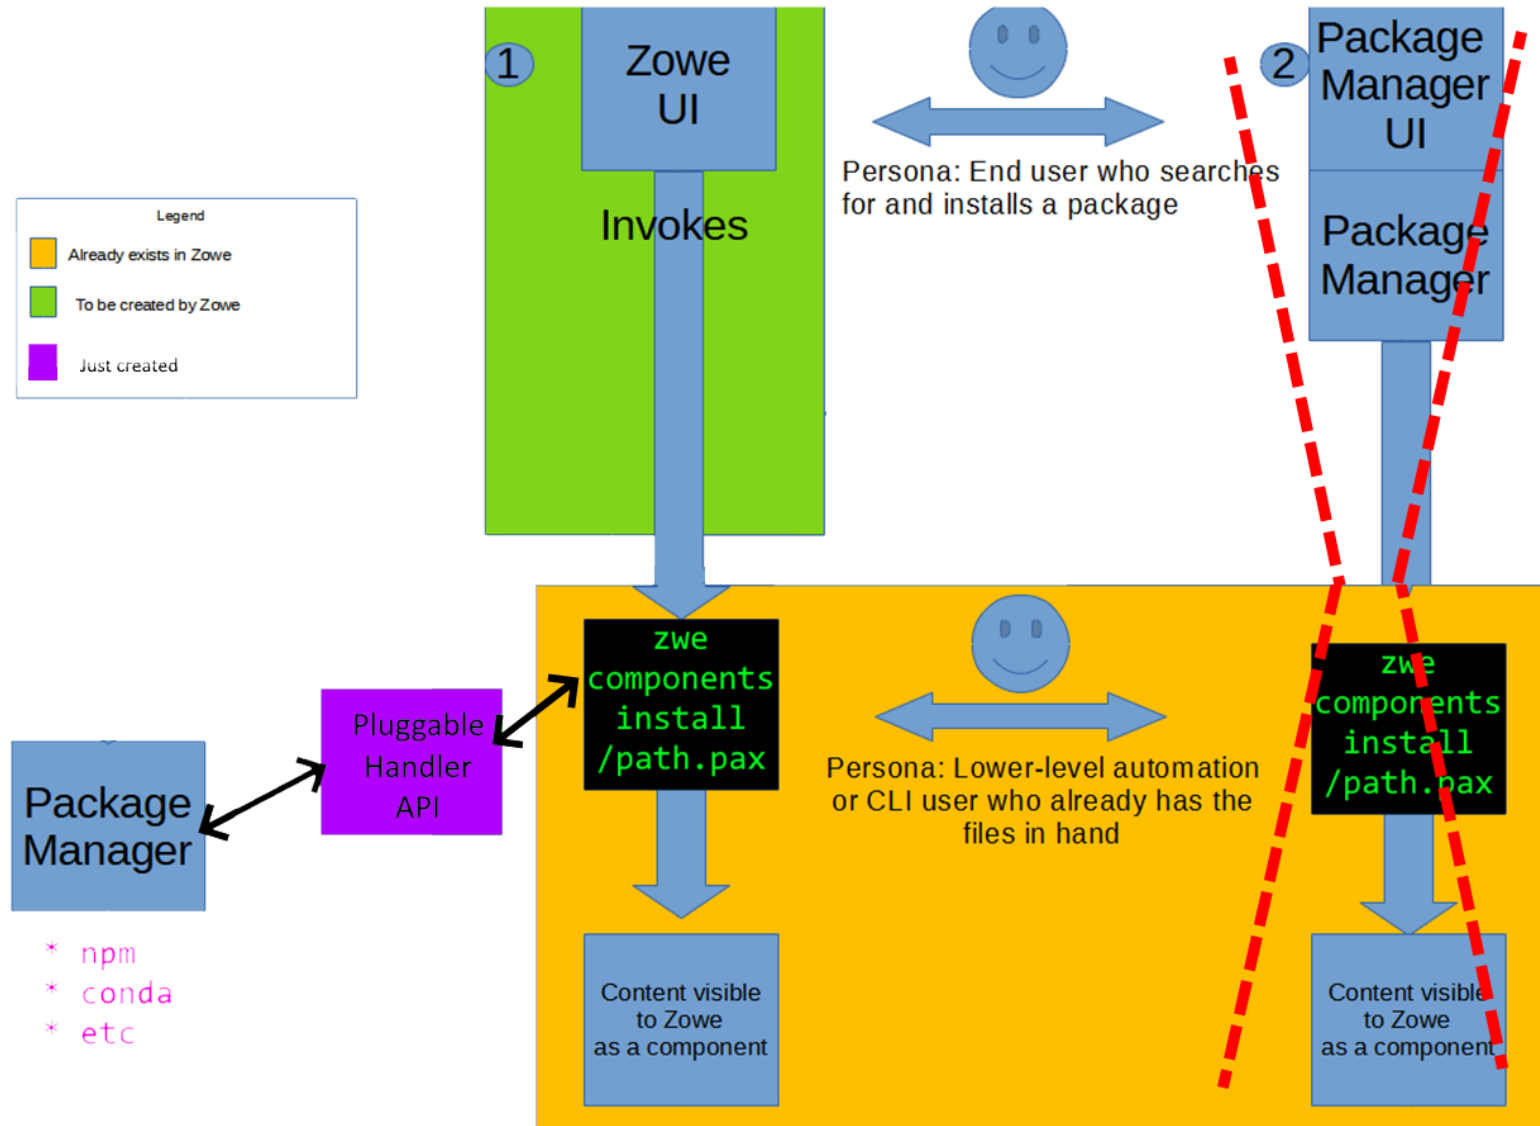 1
Zowe
UI
Invokes
2
Package
Manager
UI
Package
Manager
Persona: End user who searches
for and installs a package
Legend
Already exists in Zowe
To be created by Zowe
Just created
zwe
components
install
/path.pax
Persona: Lower-level automation
or CLI user who already has the
files in hand
zwe
components
install
/path.pax
Pluggable
Handler
API
Package
Manager
* npm
* conda
* etc
Content visible
to Zowe
as a component
Content visible
to Zowe
as a component